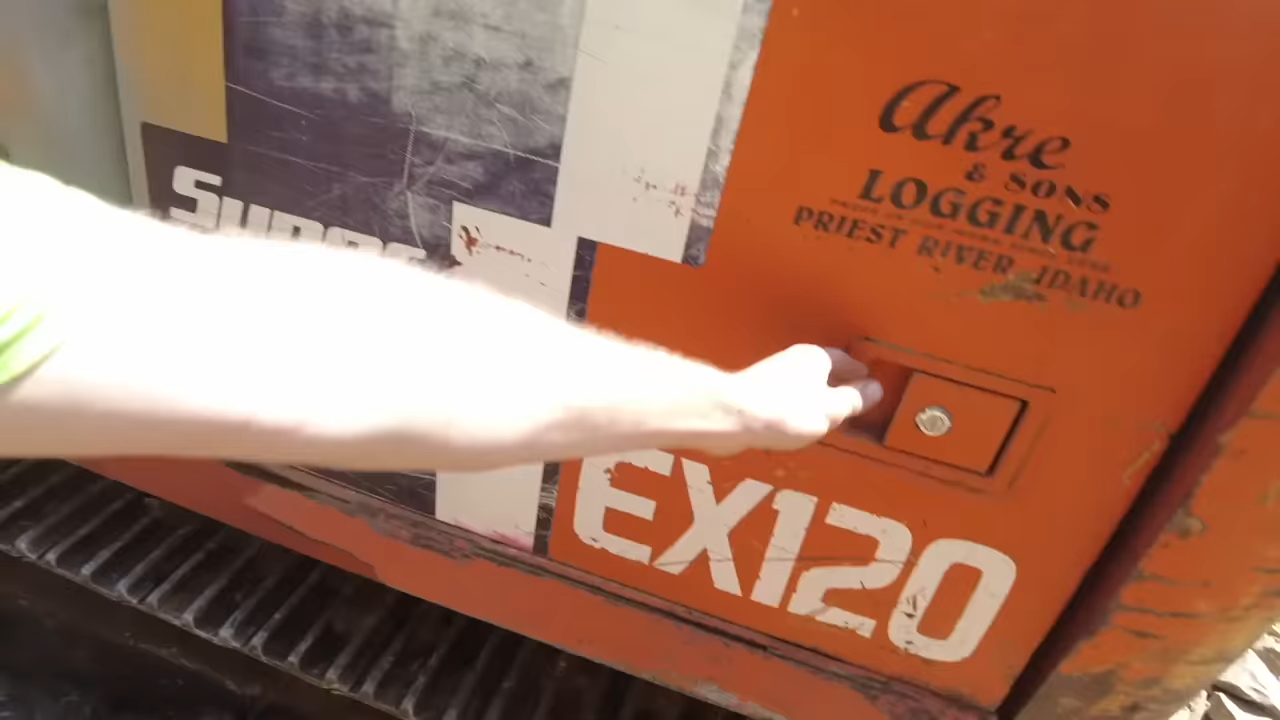 Akre
& SONS
LOGGING
PRIEST RIVER, IDAHO
EX120